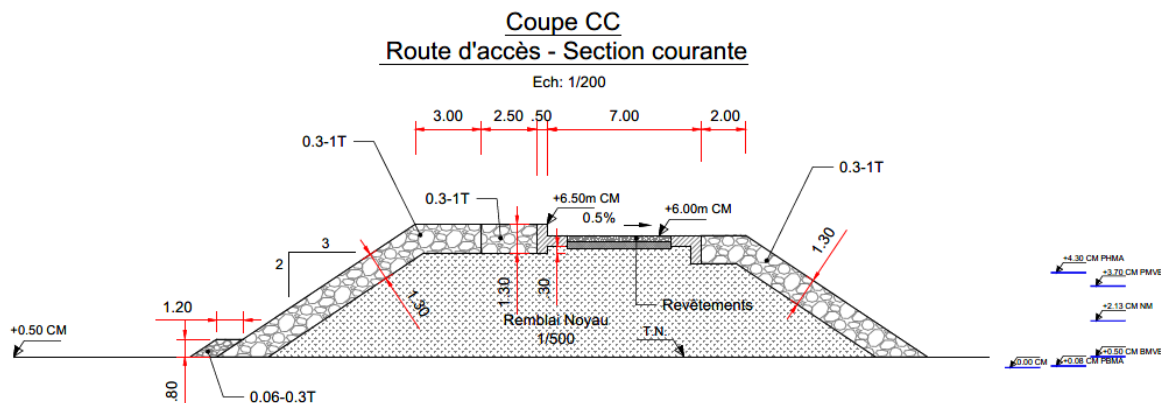 Coupe CC
Route d'accès - Section courante
Ech: 1/200
3.00
2.50
.50
7.00
2.00
0.3-1T
0.3-1T
0.3-1T
+6.50m CM
0.5%
+6.00m CM
3
2
1.30
1.30
.30
1.30
1.20
+0.50 CM
.80
0.06-0.3T
Remblai Noyau
1/500
T.N.
Revêtements
+4.30 CM PHMA
+3.70 CM PMVE
+2.13 CM NM
+0.50 CM BMVE
0.00 CM
+0.08 CM PBMA